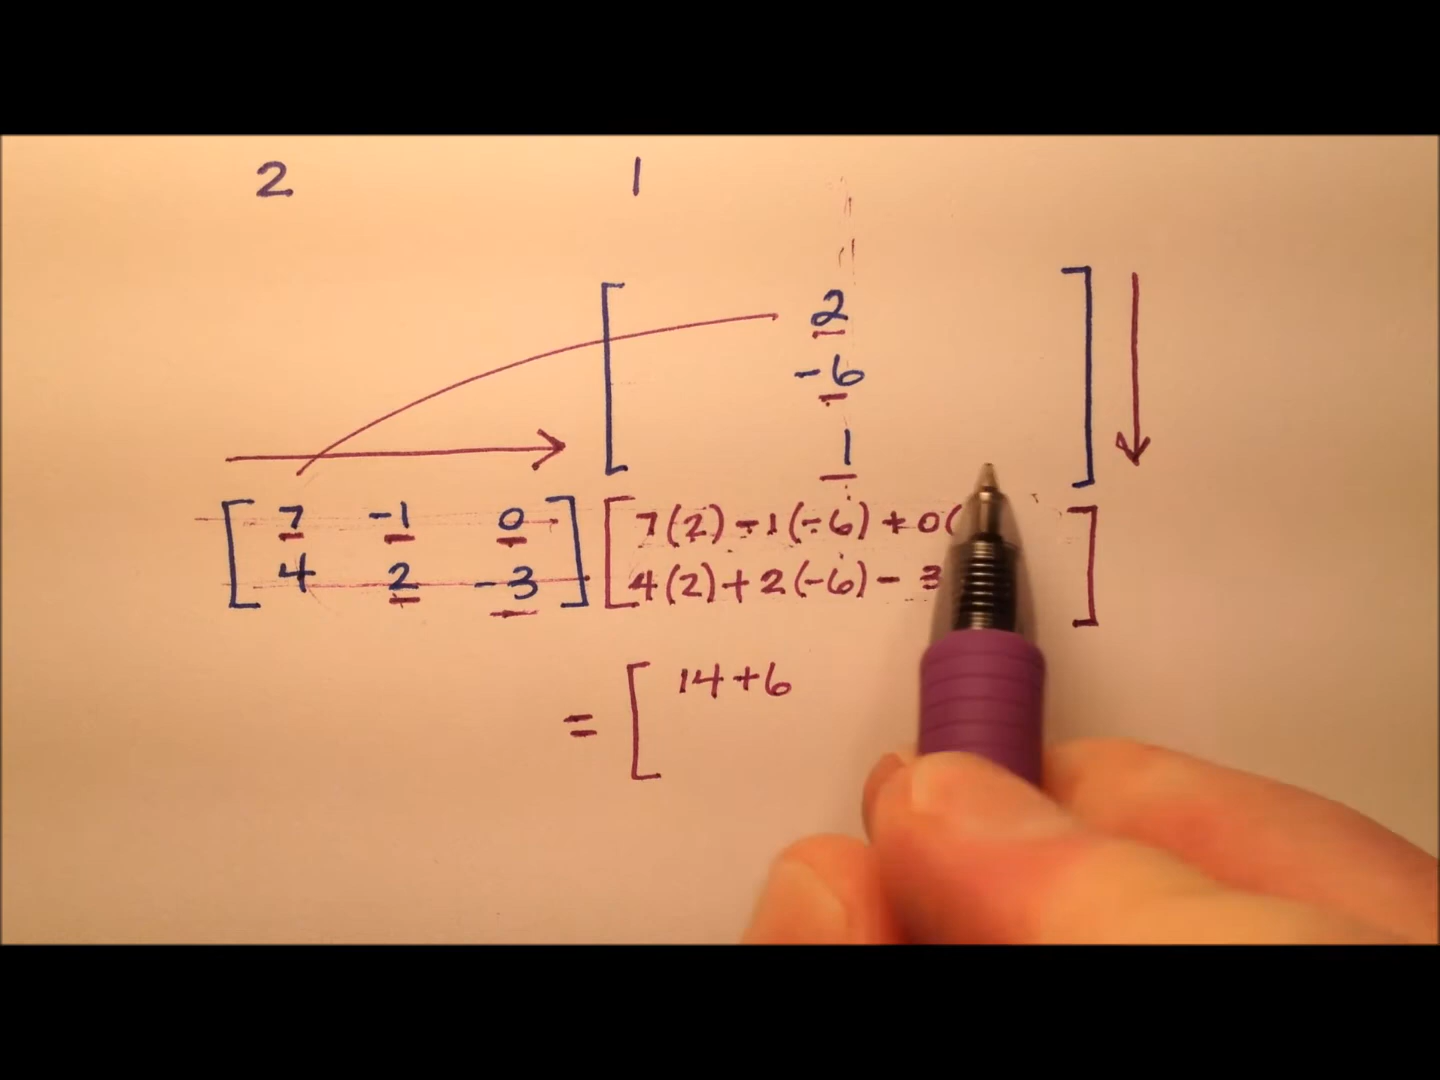 2 1
2
-6
1
7 -1 0 7(2) - 1(-6) + 0(
4 2 -3 4(2) + 2(-6) - 3
= 14+6